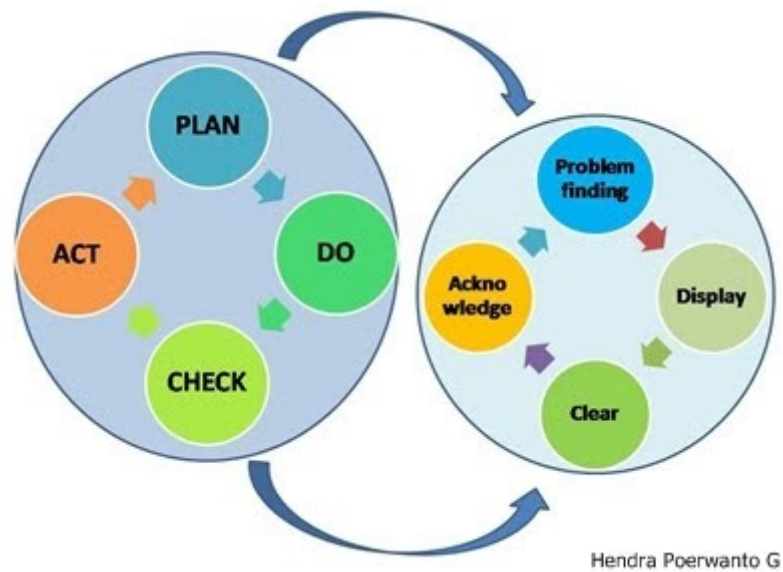 PLAN
DO
CHECK
ACT
Problem
finding
Display
Clear
Ackno
wledge
Hendra Poerwanto G